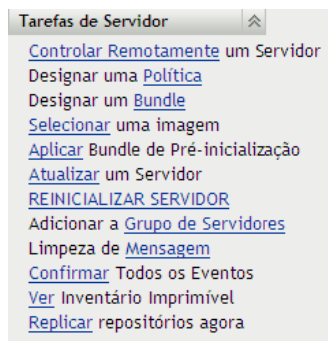 Tarefas de Servidor
Controlar Remotamente um Servidor
Designar uma Política
Designar um Bundle
Selecionar uma imagem
Aplicar Bundle de Pré-inicialização
Atualizar um Servidor
REINICIALIZAR SERVIDOR
Adicionar a Grupo de Servidores
Limpeza de Mensagem
Confirmar Todos os Eventos
Ver Inventário Imprimível
Replicar repositórios agora